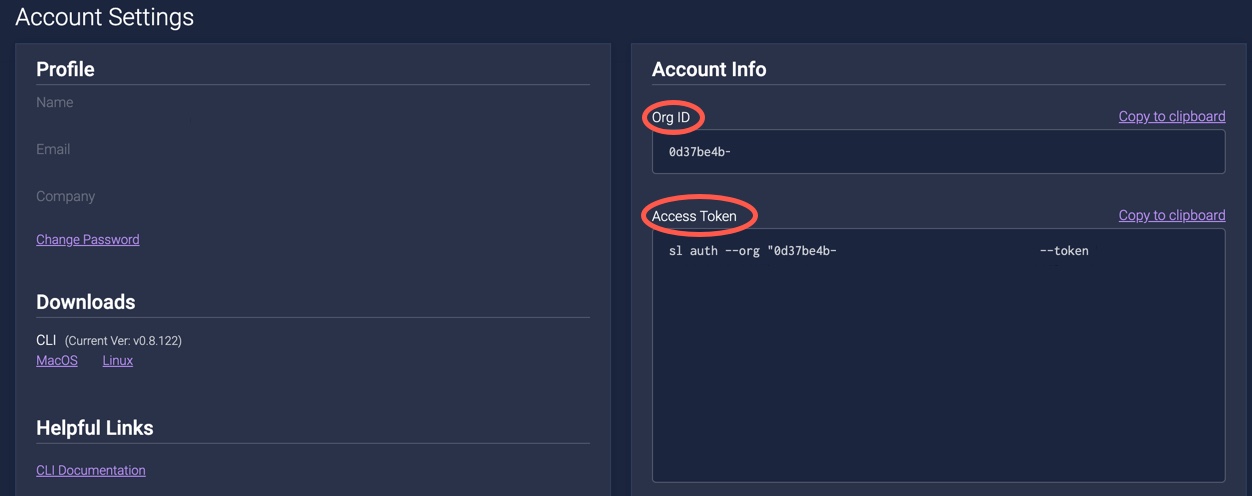 Account Settings
Profile
Name
Email
Company
Change Password
Downloads
CLI (Current Ver: v0.8.122)
MacOS Linux
Helpful Links
CLI Documentation
Account Info
Org ID Copy to clipboard
0d37be4b-
Access Token Copy to clipboard
sl auth --org "0d37be4b- --token